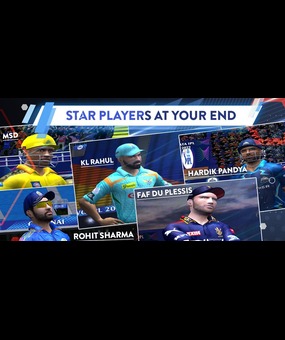 STAR PLAYERS AT YOUR END
MSD
KL RAHUL
HARDIK PANDYA
FAF DU PLESSIS
ROHIT SHARMA